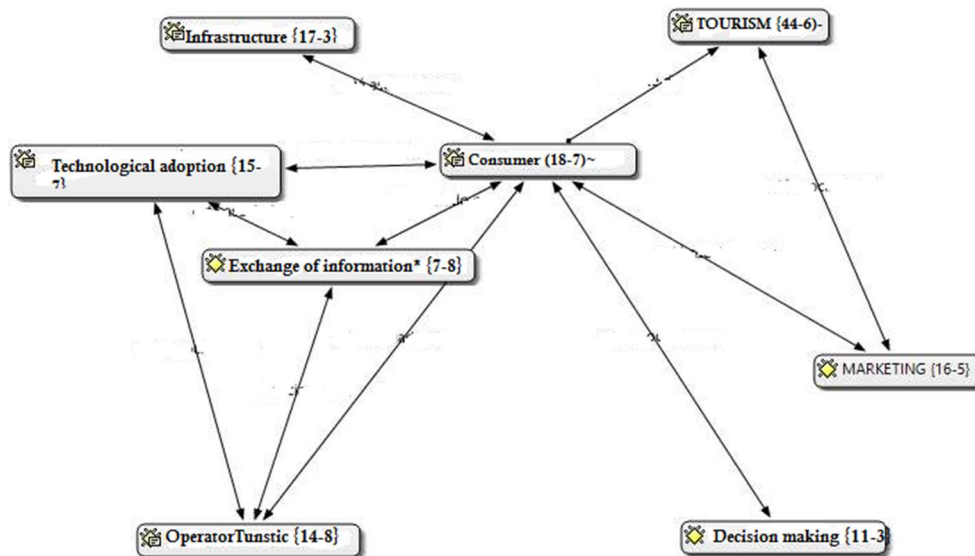 Infrastructure {17-3}
TOURISM {44-6}-
Consumer (18-7)~
Technological adoption {15-
7}
Exchange of information* {7-8}
MARKETING {16-5}
OperatorTunstic {14-8}
Decision making {11-3}